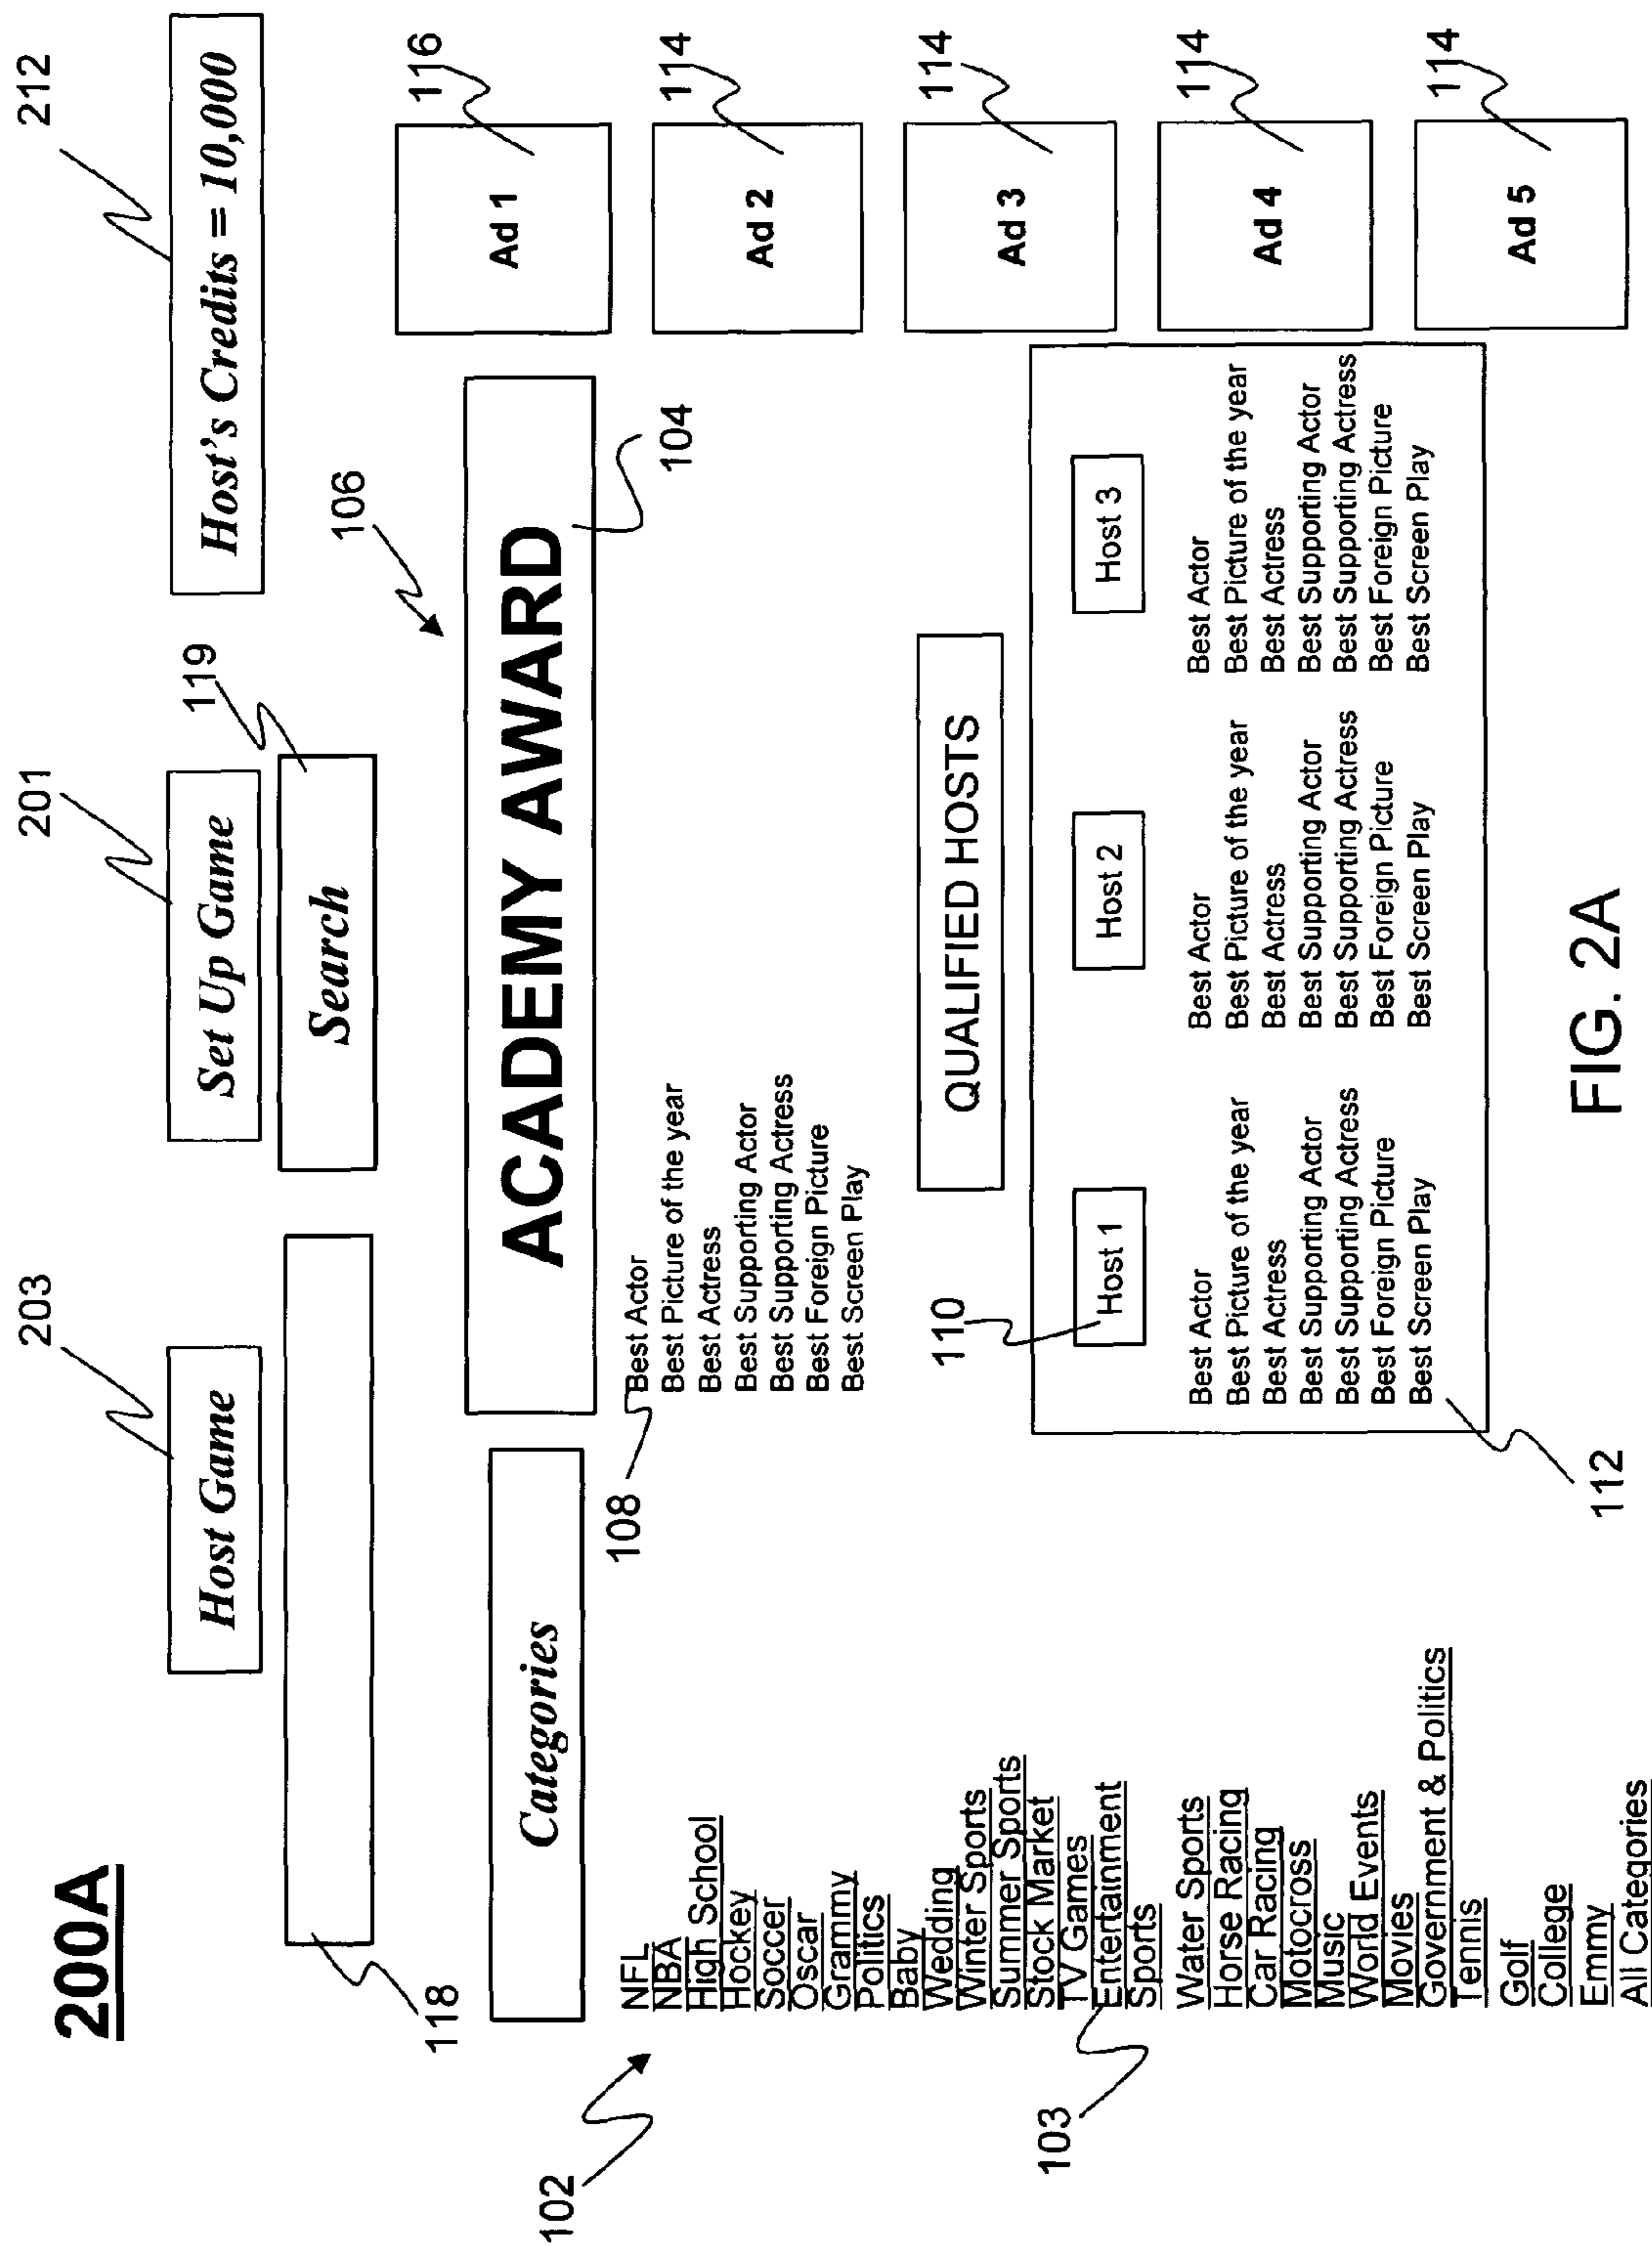 200A
203
201
212
Host Game
Set Up Game
Host's Credits = 10,000
119
118
Search
106
116
102
Categories
ACADEMY AWARD
104
Ad 1
108
Best Actor
Best Picture of the year
Best Actress
Best Supporting Actor
Best Supporting Actress
Best Foreign Picture
Best Screen Play
114
Ad 2
NFL
NBA
High School
Hockey
Soccer
Oscar
Grammy
Politics
Baby
Wedding
Winter Sports
Summer Sports
Stock Market
TV Games
103
Entertainment
Sports
Water Sports
Horse Racing
Car Racing
Motocross
Music
World Events
Movies
Government & Politics
Tennis
Golf
College
Emmy
All Categories
QUALIFIED HOSTS
114
Ad 3
110
Host 1
Host 2
Host 3
Best Actor
Best Picture of the year
Best Actress
Best Supporting Actor
Best Supporting Actress
Best Foreign Picture
Best Screen Play
Best Actor
Best Picture of the year
Best Actress
Best Supporting Actor
Best Supporting Actress
Best Foreign Picture
Best Screen Play
Best Actor
Best Picture of the year
Best Actress
Best Supporting Actor
Best Supporting Actress
Best Foreign Picture
Best Screen Play
114
Ad 4
114
Ad 5
112
FIG. 2A